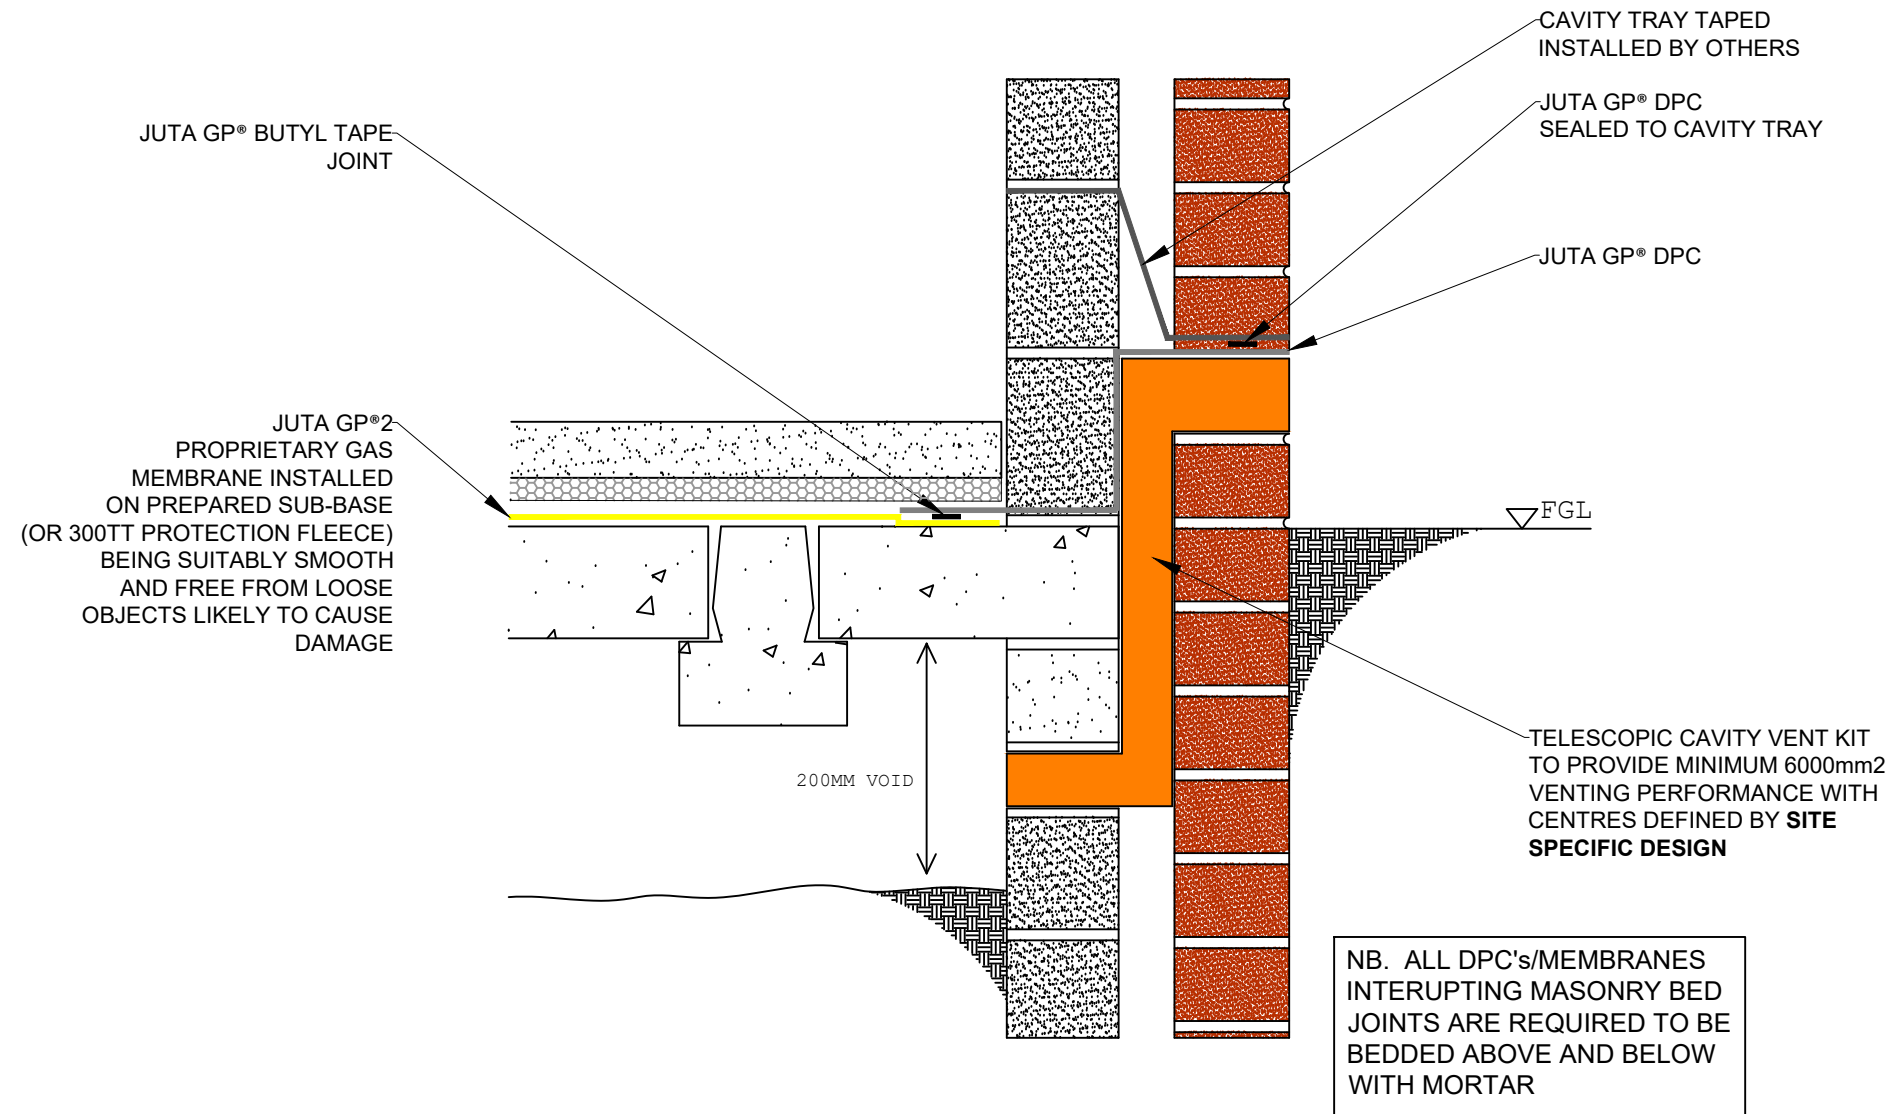 CAVITY TRAY TAPED
INSTALLED BY OTHERS
JUTA GP® DPC
SEALED TO CAVITY TRAY
JUTA GP® BUTYL TAPE
JOINT
JUTA GP® DPC
JUTA GP®2
PROPRIETARY GAS
MEMBRANE INSTALLED
ON PREPARED SUB-BASE
(OR 300TT PROTECTION FLEECE)
BEING SUITABLY SMOOTH
AND FREE FROM LOOSE
OBJECTS LIKELY TO CAUSE
DAMAGE
FGL
200MM VOID
TELESCOPIC CAVITY VENT KIT
TO PROVIDE MINIMUM 6000mm2
VENTING PERFORMANCE WITH
CENTRES DEFINED BY SITE
SPECIFIC DESIGN
NB. ALL DPC's/MEMBRANES
INTERUPTING MASONRY BED
JOINTS ARE REQUIRED TO BE
BEDDED ABOVE AND BELOW
WITH MORTAR